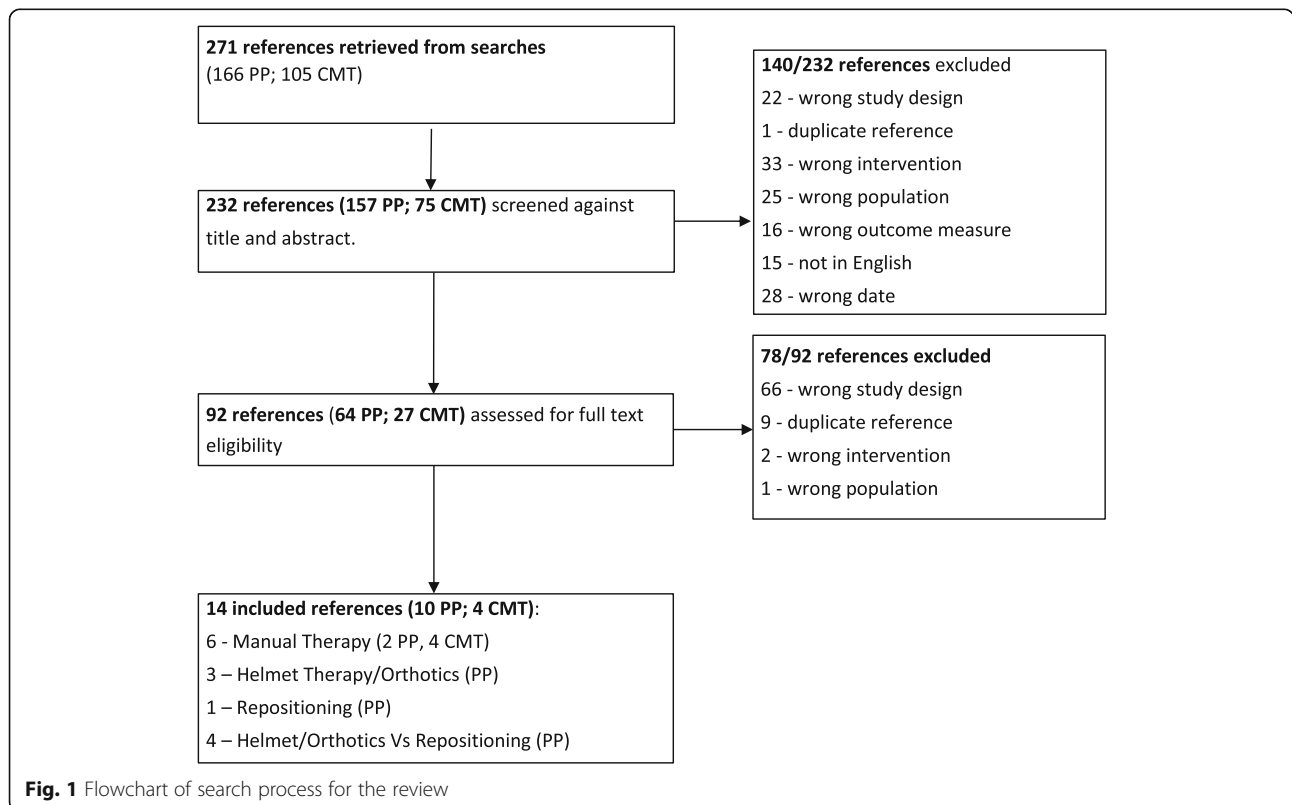 271 references retrieved from searches
(166 PP; 105 CMT)
140/232 references excluded
22 - wrong study design
1 - duplicate reference
33 - wrong intervention
25 - wrong population
16 - wrong outcome measure
15 - not in English
28 - wrong date
232 references (157 PP; 75 CMT) screened against
title and abstract.
78/92 references excluded
66 - wrong study design
9 - duplicate reference
2 - wrong intervention
1 - wrong population
92 references (64 PP; 27 CMT) assessed for full text
eligibility
14 included references (10 PP; 4 CMT):
6 - Manual Therapy (2 PP, 4 CMT)
3 – Helmet Therapy/Orthotics (PP)
1 – Repositioning (PP)
4 – Helmet/Orthotics Vs Repositioning (PP)
Fig. 1 Flowchart of search process for the review